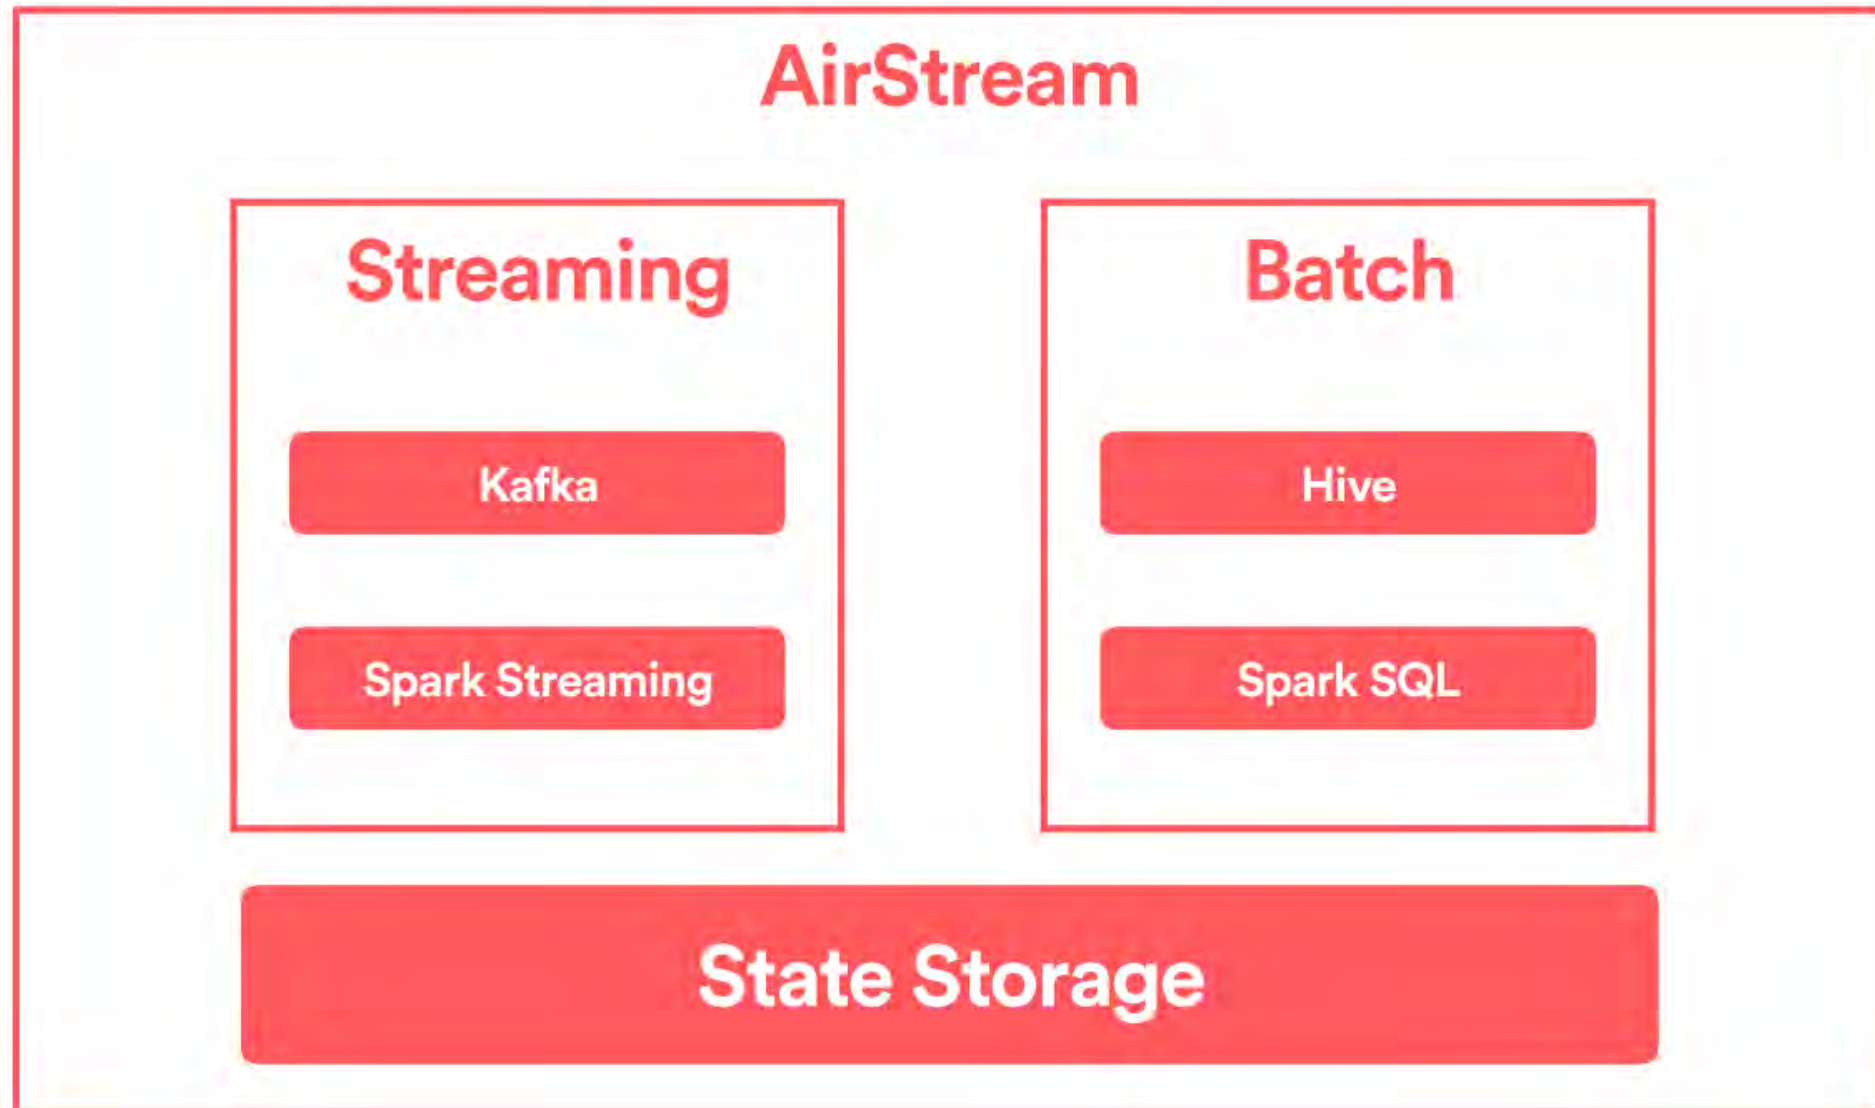 AirStream
Streaming
Kafka
Spark Streaming
Batch
Hive
Spark SQL
State Storage